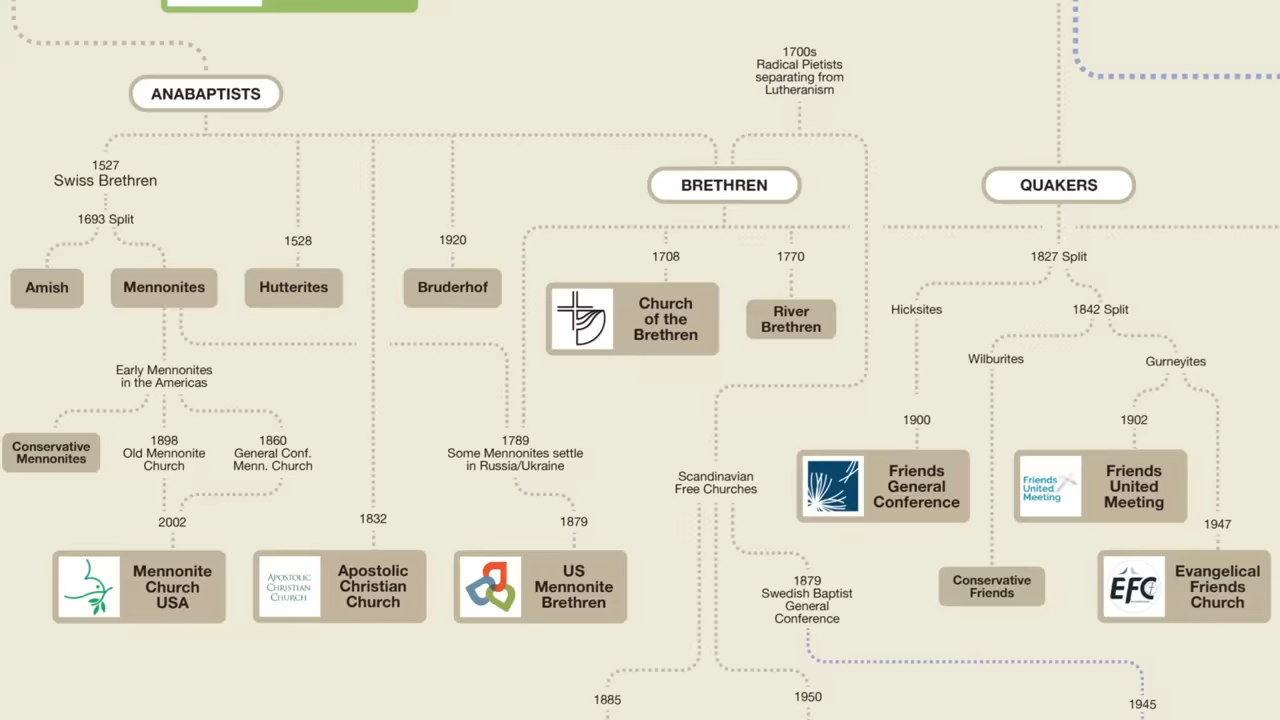 1700s
Radical Pietists
separating from
Lutheranism
ANABAPTISTS
1527
Swiss Brethren
BRETHREN
QUAKERS
1693 Split
1528
1920
1708
1770
1827 Split
Amish
Mennonites
Hutterites
Bruderhof
Church
of the
Brethren
River
Brethren
Hicksites
1842 Split
Wilburites
Gurneyites
Early Mennonites
in the Americas
Conservative
Mennonites
1898
Old Mennonite
Church
1860
General Conf.
Menn. Church
1789
Some Mennonites settle
in Russia/Ukraine
Scandinavian
Free Churches
1900
Friends
General
Conference
1902
Friends
United
Meeting
Friends
United
Meeting
2002
1832
1879
1947
Mennonite
Church
USA
APOSTOLIC
CHRISTIAN
CHURCH
Apostolic
Christian
Church
US
Mennonite
Brethren
1879
Swedish Baptist
General
Conference
Conservative
Friends
EFC
Evangelical
Friends
Church
1885
1950
1945